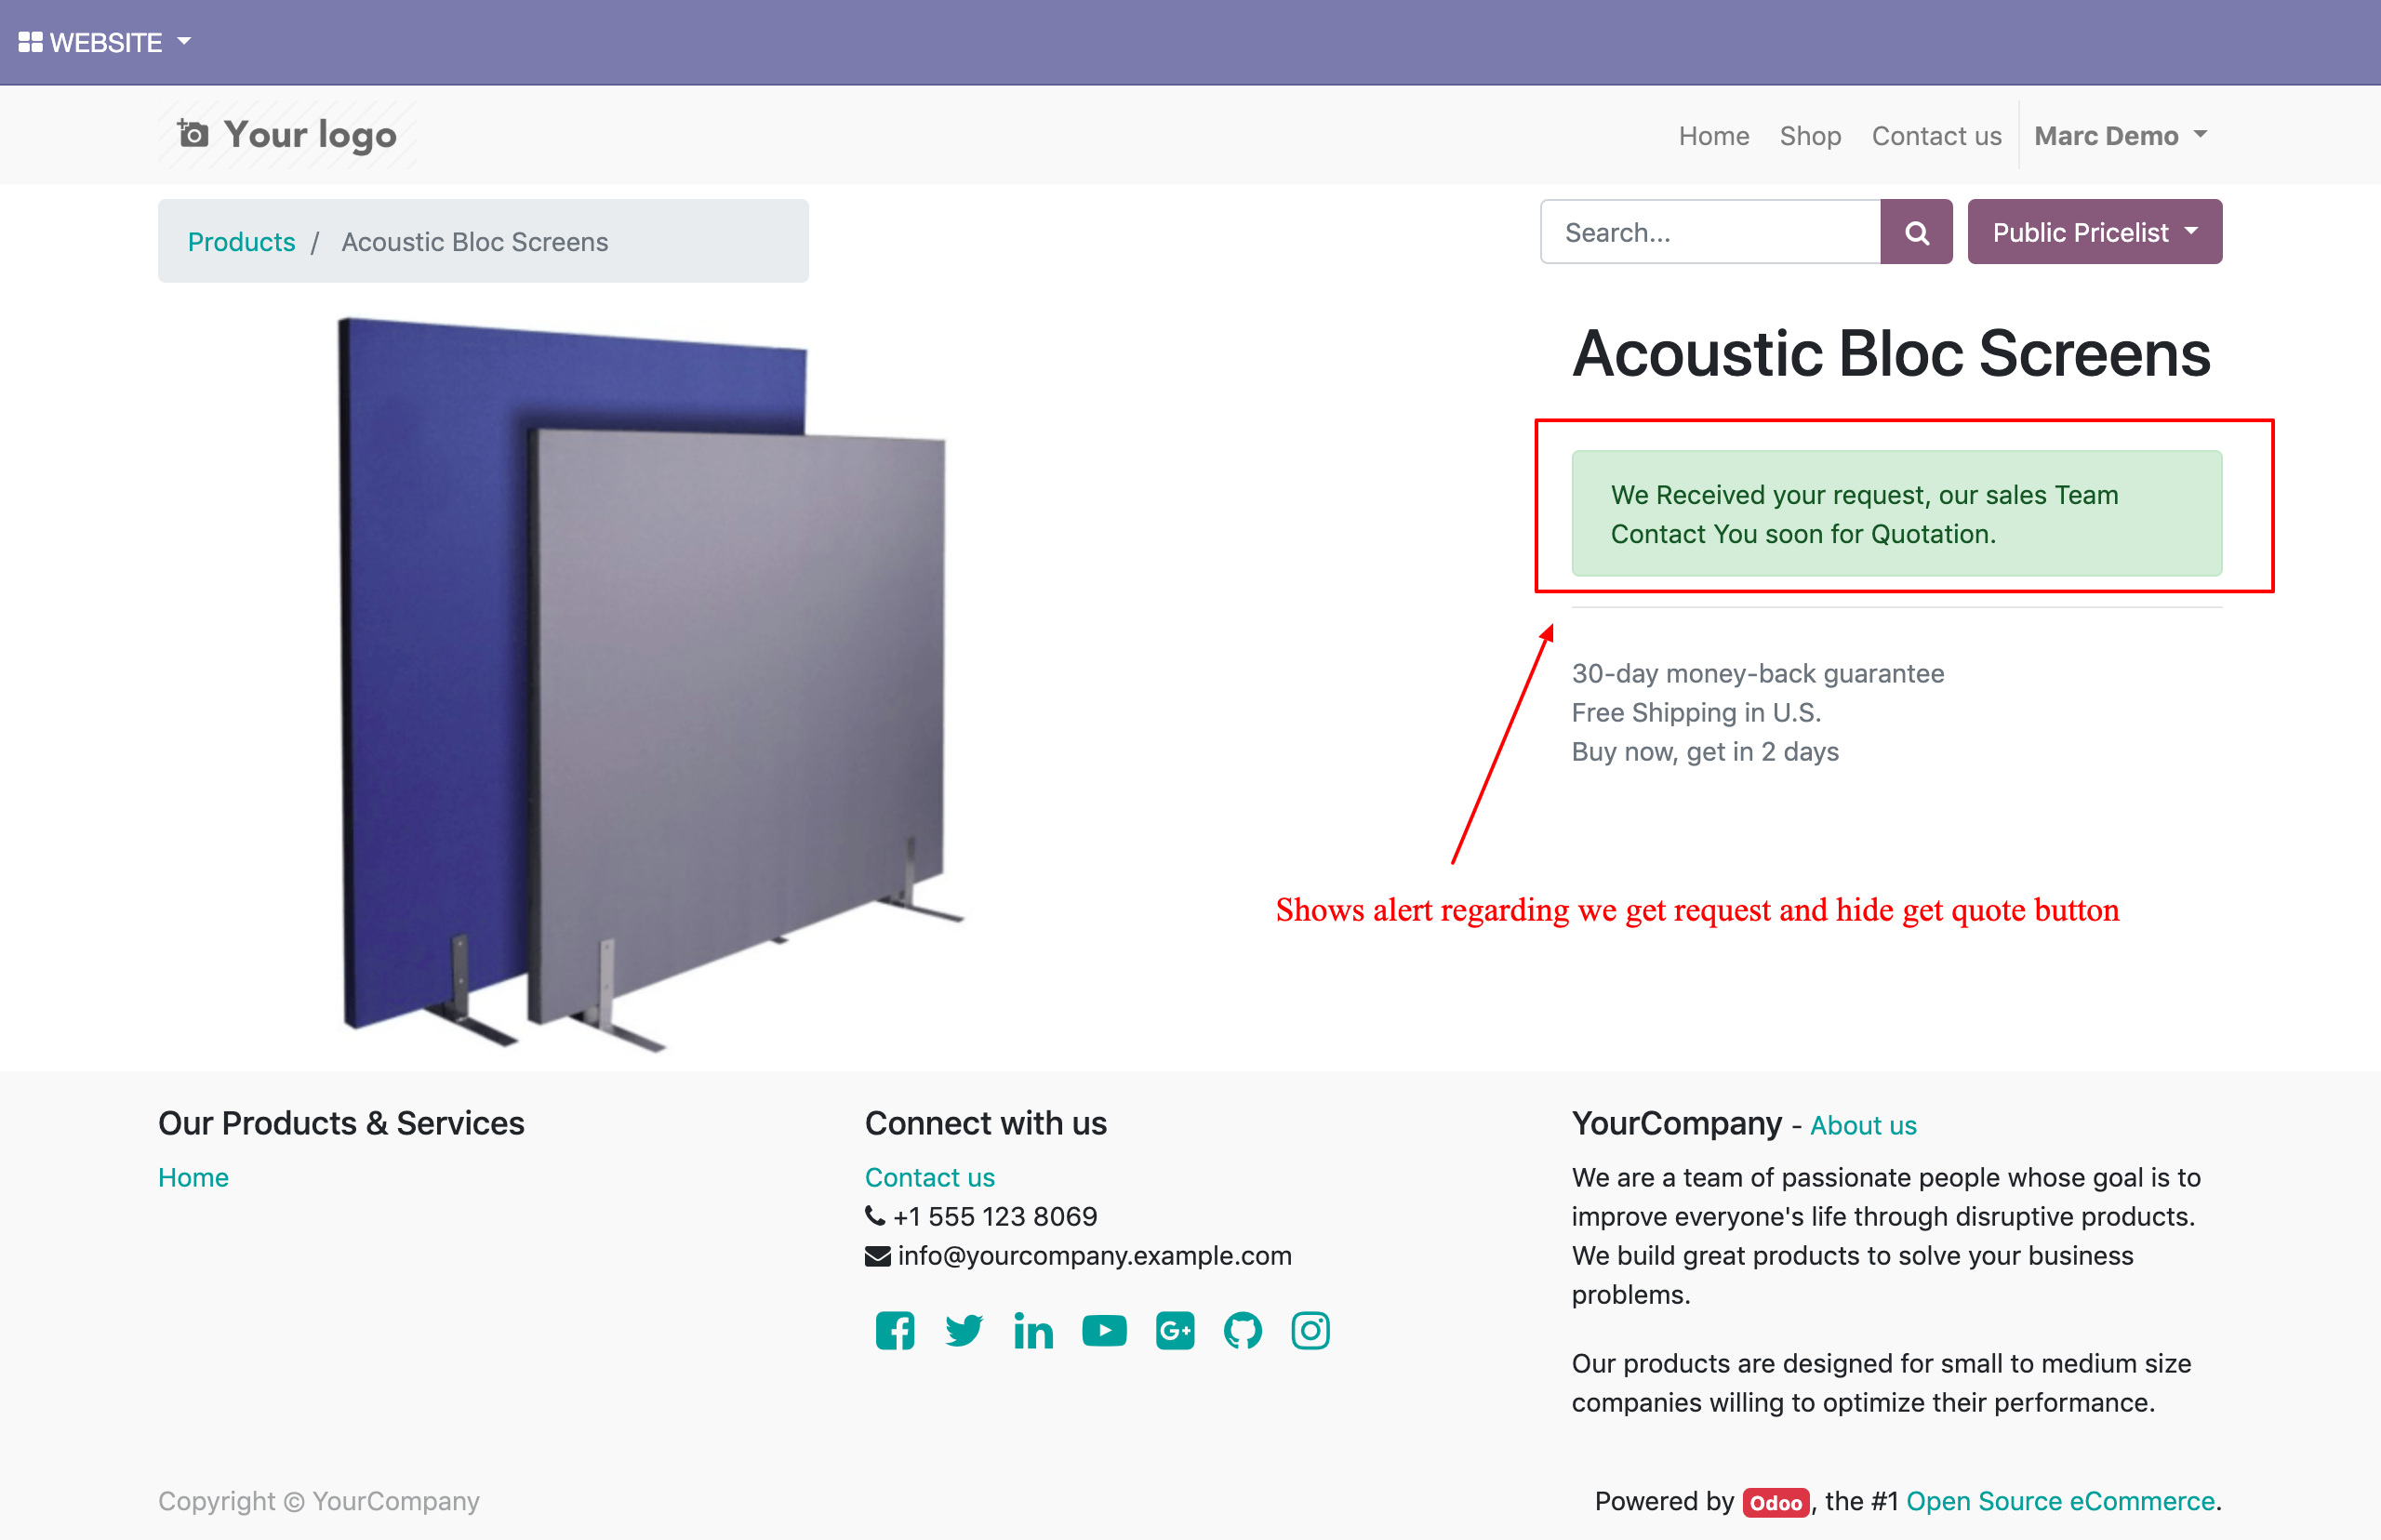 WEBSITE
Your logo
Home Shop Contact us Marc Demo
Products / Acoustic Bloc Screens
Search...
Public Pricelist
Acoustic Bloc Screens
We Received your request, our sales Team
Contact You soon for Quotation.
30-day money-back guarantee
Free Shipping in U.S.
Buy now, get in 2 days
Shows alert regarding we get request and hide get quote button
Our Products & Services
Home
Connect with us
Contact us
+1 555 123 8069
info@yourcompany.example.com
G+
YourCompany - About us
We are a team of passionate people whose goal is to
improve everyone's life through disruptive products.
We build great products to solve your business
problems.
Our products are designed for small to medium size
companies willing to optimize their performance.
Copyright © YourCompany
Powered by Odoo, the #1 Open Source eCommerce.